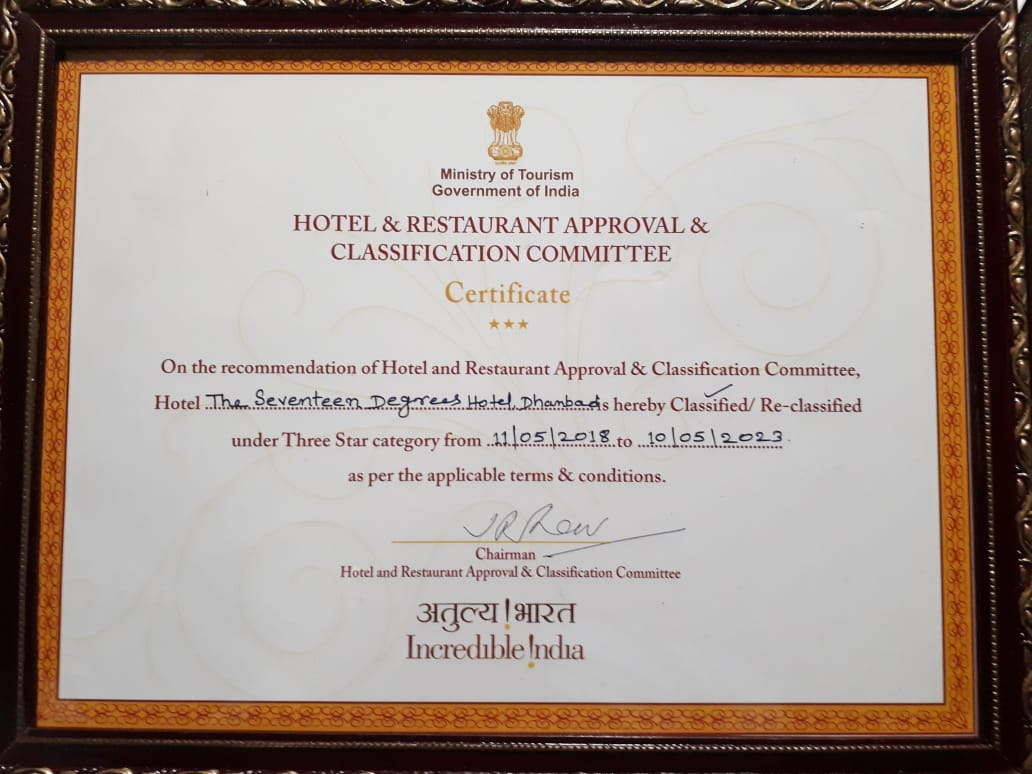 Ministry of Tourism
Government of India
HOTEL & RESTAURANT APPROVAL &
CLASSIFICATION COMMITTEE
Certificate
On the recommendation of Hotel and Restaurant Approval & Classification Committee,
Hotel The Seventeen Degrees Hotel, Dhanbad is hereby Classified/ Re-classified
under Three Star category from 11/05/2018 to 10/05/2023.
as per the applicable terms & conditions.
Chairman
Hotel and Restaurant Approval & Classification Committee
अतुल्य!भारत
Incredible!ndia